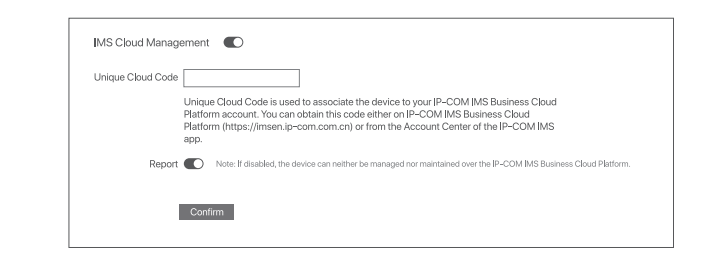 IMS Cloud Management
Unique Cloud Code
Unique Cloud Code is used to associate the device to your IP-COM IMS Business Cloud
Platform account. You can obtain this code either on IP-COM IMS Business Cloud
Platform (https://imsen.ip-com.com.cn) or from the Account Center of the IP-COM IMS
app.
Report Note: If disabled, the device can neither be managed nor maintained over the IP-COM IMS Business Cloud Platform.
Confirm